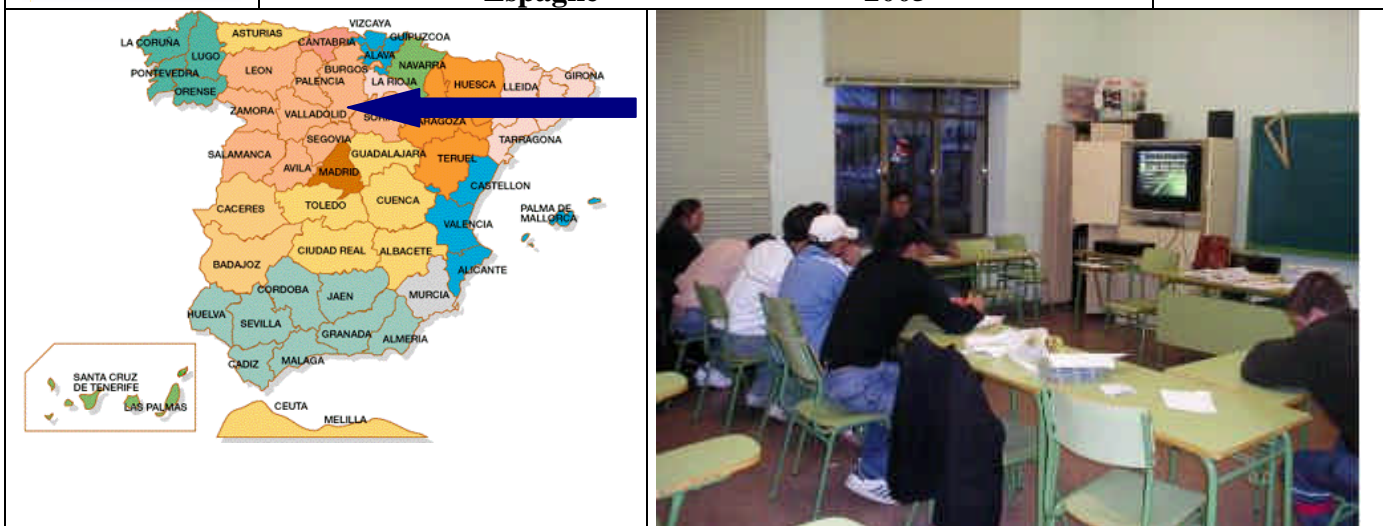 Espagne 2005
VIZCAYA
LA CORUÑA
ASTURIAS
CANTABRIA
GUIPUZCOA
LUGO
ALAVA
NAVARRA
PONTEVEDRA
LEON
BURGOS
PALENCIA
LA RIOJA
HUESCA
LLEIDA
GIRONA
ORENSE
ZAMORA
VALLADOLID
TARRAGONA
SEGOVIA
SALAMANCA
GUADALAJARA
TERUEL
AVILA
MADRID
CASTELLON
CACERES
TOLEDO
CUENCA
PALMA DE
MALLORCA
VALENCIA
CIUDAD REAL
ALBACETE
BADAJOZ
ALICANTE
CORDOBA
JAEN
MURCIA
HUELVA
SEVILLA
GRANADA
ALMERIA
CADIZ
MALAGA
SANTA CRUZ
DE TENERIFE
LAS PALMAS
CEUTA
MELILLA